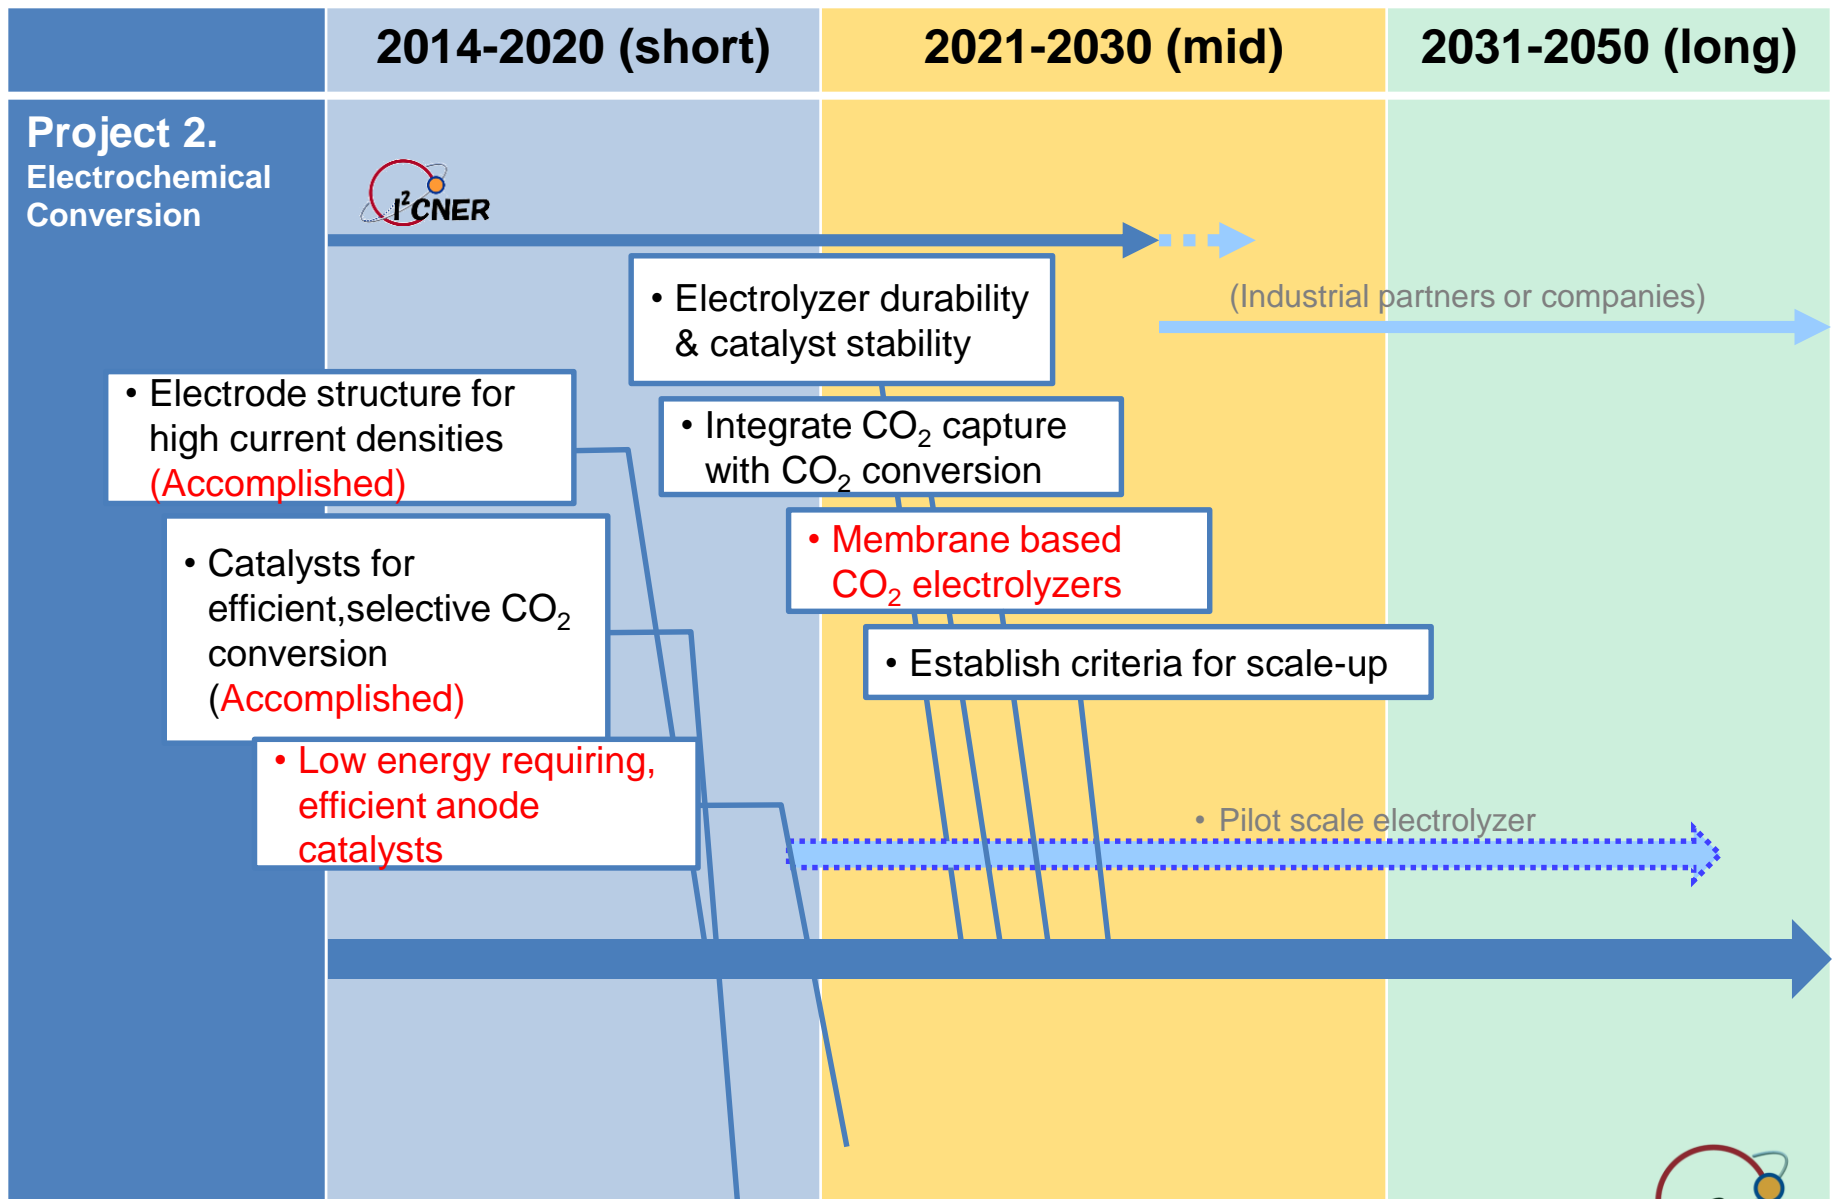 2014-2020 (short)
2021-2030 (mid)
2031-2050 (long)
Project 2.
Electrochemical
Conversion
I²CNER
• Electrolyzer durability
& catalyst stability
(Industrial partners or companies)
• Electrode structure for
high current densities
(Accomplished)
• Integrate CO₂ capture
with CO₂ conversion
• Catalysts for
efficient,selective CO₂
conversion
(Accomplished)
• Membrane based
CO₂ electrolyzers
• Establish criteria for scale-up
• Low energy requiring,
efficient anode
catalysts
• Pilot scale electrolyzer